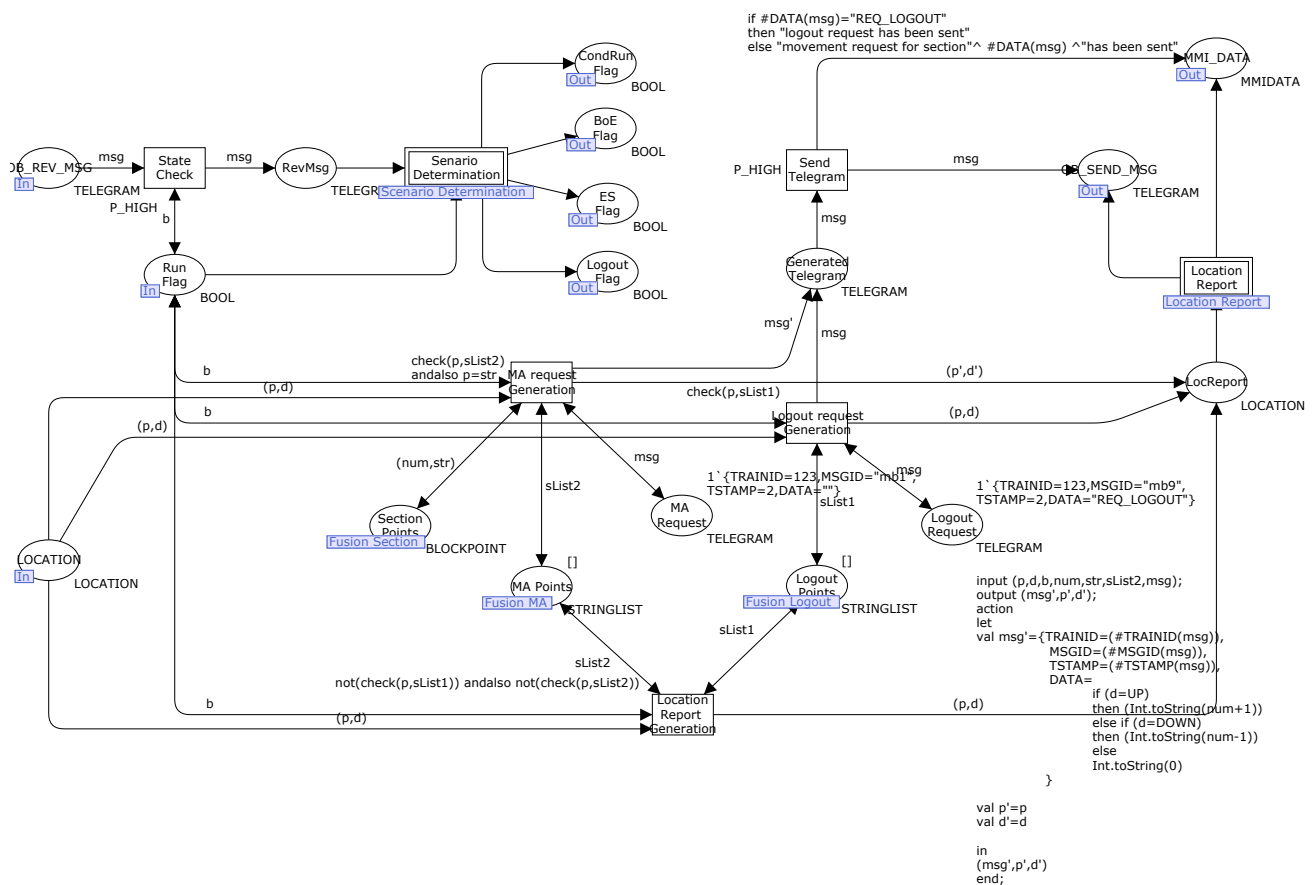 if #DATA(msg)="REQ_LOGOUT"
then "logout request has been sent"
else "movement request for section"^ #DATA(msg) ^"has been sent"
CondRun
Flag
Out
BOOL
MMI_DATA
Out
MMIDATA
BoE
Flag
Out
BOOL
OB_REV_MSG
In
TELEGRAM
msg
State
Check
P_HIGH
msg
RevMsg
TELEGR
Senario
Determination
Scenario Determination
ES
Flag
Out
BOOL
P_HIGH
Send
Telegram
msg
OB_SEND_MSG
Out
TELEGRAM
b
msg
Run
Flag
In
BOOL
Logout
Flag
Out
BOOL
Generated
Telegram
TELEGRAM
Location
Report
Location Report
msg'
msg
check(p,sList2)
andalso p=str
b
(p,d)
MA request
Generation
(p',d')
check(p,sList1)
LocReport
LOCATION
b
(p,d)
Logout request
Generation
(p,d)
(num,str)
sList2
msg
1`{TRAINID=123,MSGID="mb1",
TSTAMP=2,DATA=""}
msg
sList1
1`{TRAINID=123,MSGID="mb9",
TSTAMP=2,DATA="REQ_LOGOUT"}
Section
Points
Fusion Section
BLOCKPOINT
MA
Request
TELEGRAM
Logout
Request
TELEGRAM
LOCATION
In
LOCATION
[]
MA Points
Fusion MA
STRINGLIST
[]
Logout
Points
Fusion Logout
STRINGLIST
sList1
sList2
not(check(p,sList1)) andalso not(check(p,sList2))
b
(p,d)
Location
Report
Generation
(p,d)
input (p,d,b,num,str,sList2,msg);
output (msg',p',d');
action
let
val msg'={TRAINID=(#TRAINID(msg)),
MSGID=(#MSGID(msg)),
TSTAMP=(#TSTAMP(msg)),
DATA=
if (d=UP)
then (Int.toString(num+1))
else if (d=DOWN)
then (Int.toString(num-1))
else
Int.toString(0)
}
val p'=p
val d'=d
in
(msg',p',d')
end;